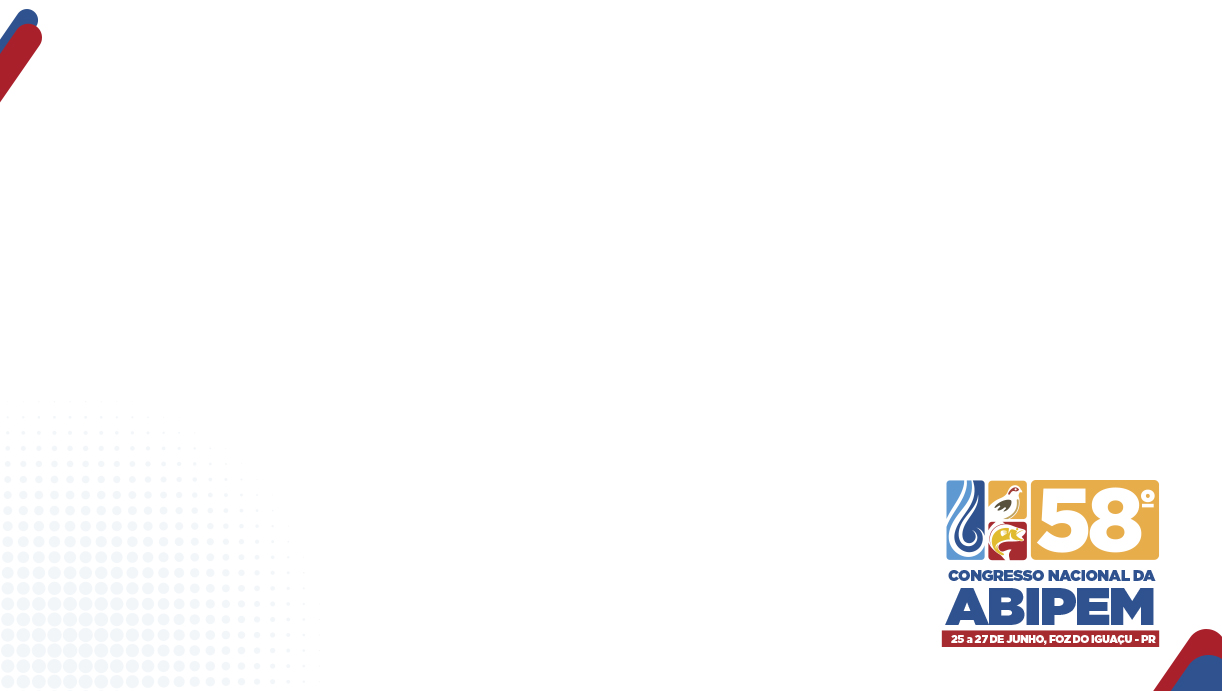 58º
CONGRESSO NACIONAL DA
ABIPEM
25 a 27 DE JUNHO, FOZ DO IGUAÇU - PR